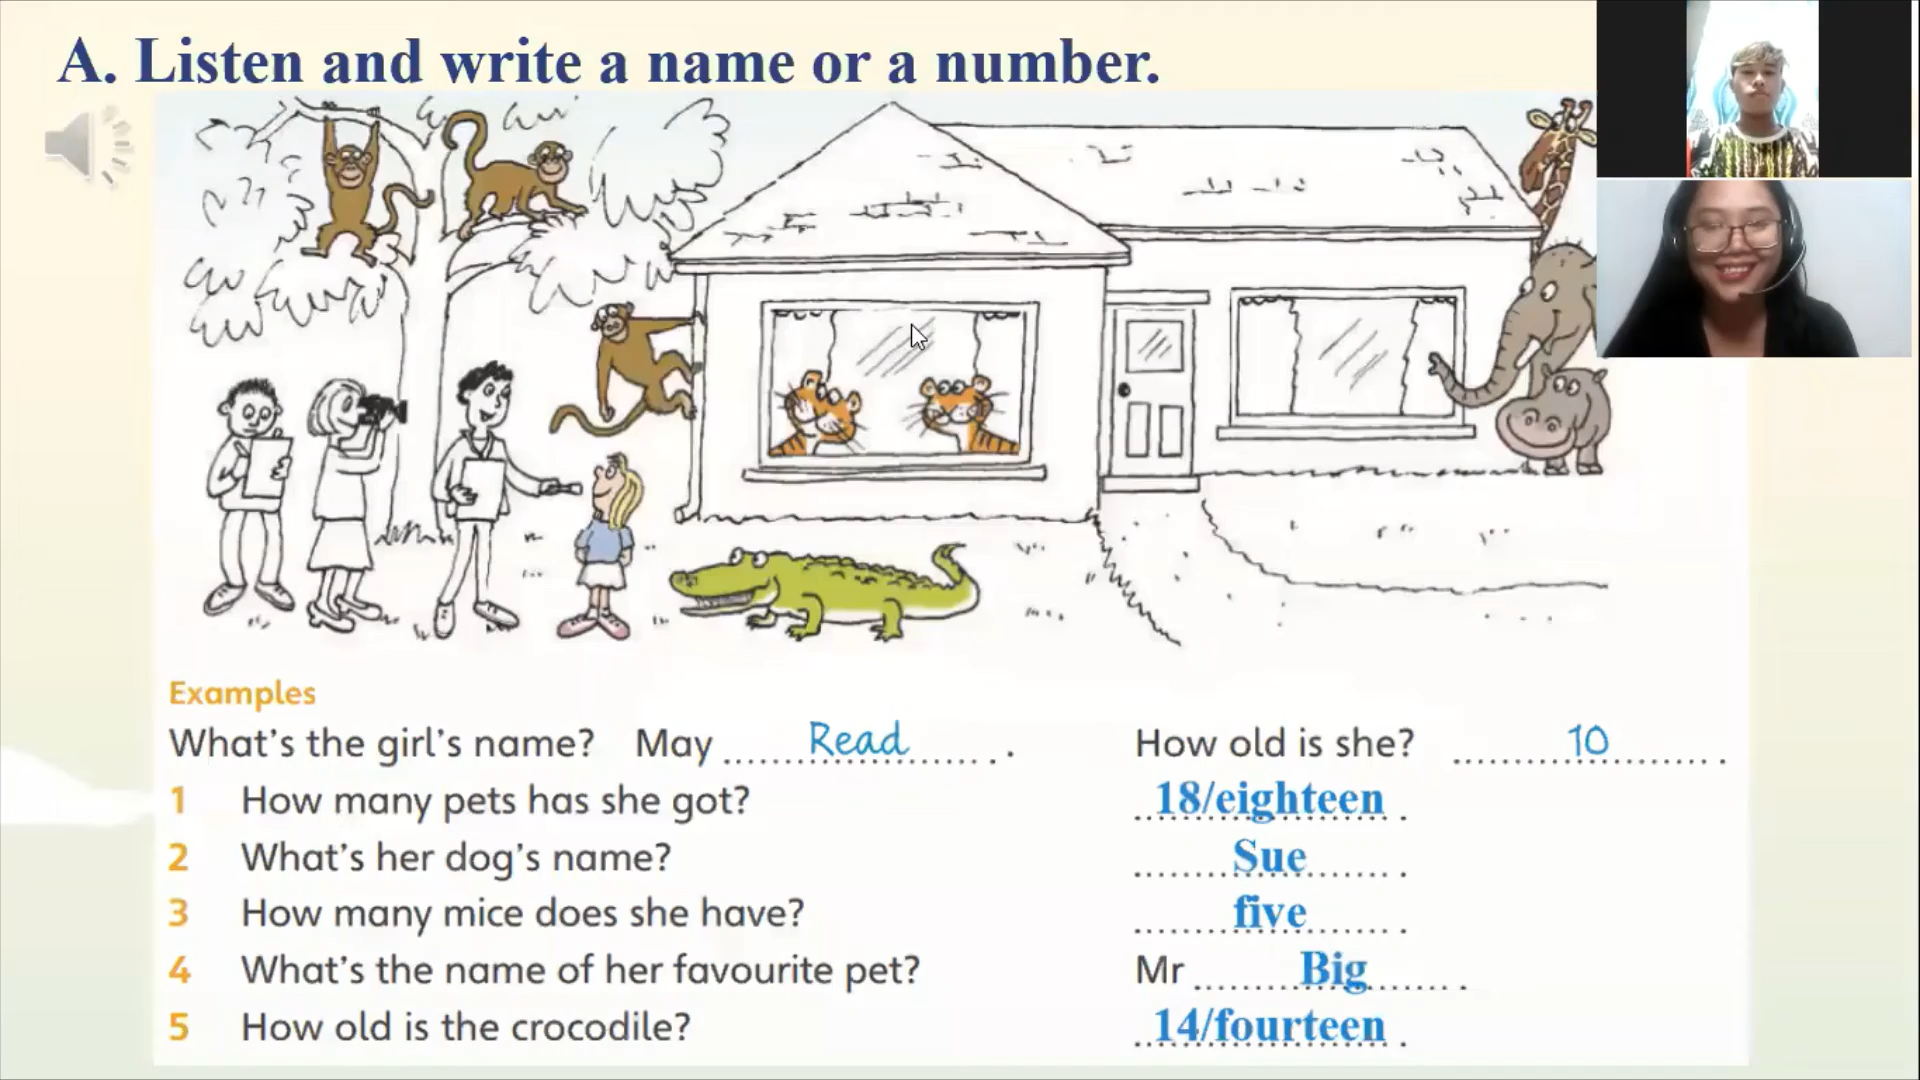 A. Listen and write a name or a number.
Examples
What's the girl's name? May Read. How old is she? 10.
1 How many pets has she got? 18/eighteen.
2 What's her dog's name? Sue.
3 How many mice does she have? five.
4 What's the name of her favourite pet? Mr Big.
5 How old is the crocodile? 14/fourteen.